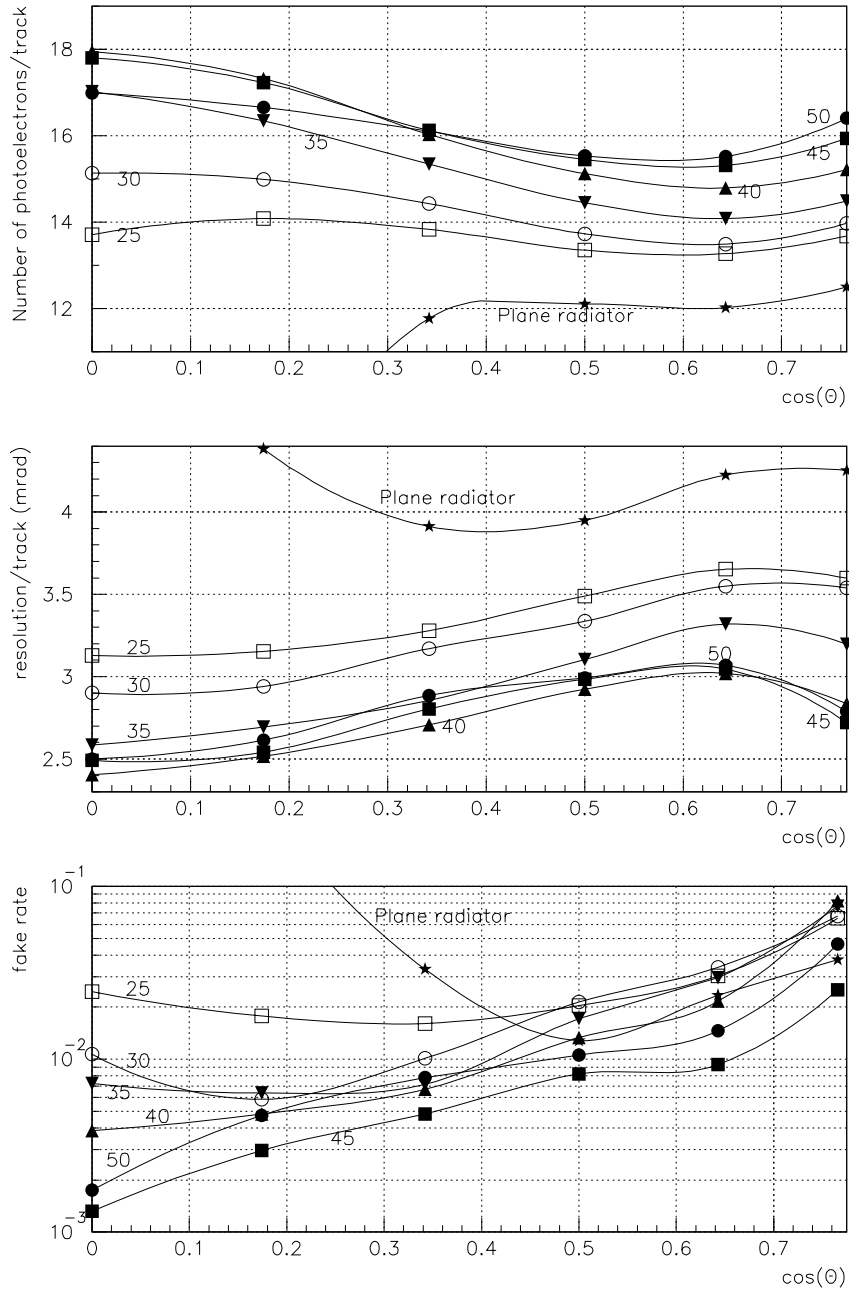 Number of photoelectrons/track
18
16
14
12
50
45
40
35
30
25
Plane radiator
0 0.1 0.2 0.3 0.4 0.5 0.6 0.7
cos(Θ)
resolution/track (mrad)
4
3.5
3
2.5
Plane radiator
25
30
35
40
50
45
0 0.1 0.2 0.3 0.4 0.5 0.6 0.7
cos(Θ)
fake rate
10⁻¹
10⁻²
10⁻³
Plane radiator
25
30
35
40
45
50
0 0.1 0.2 0.3 0.4 0.5 0.6 0.7
cos(Θ)